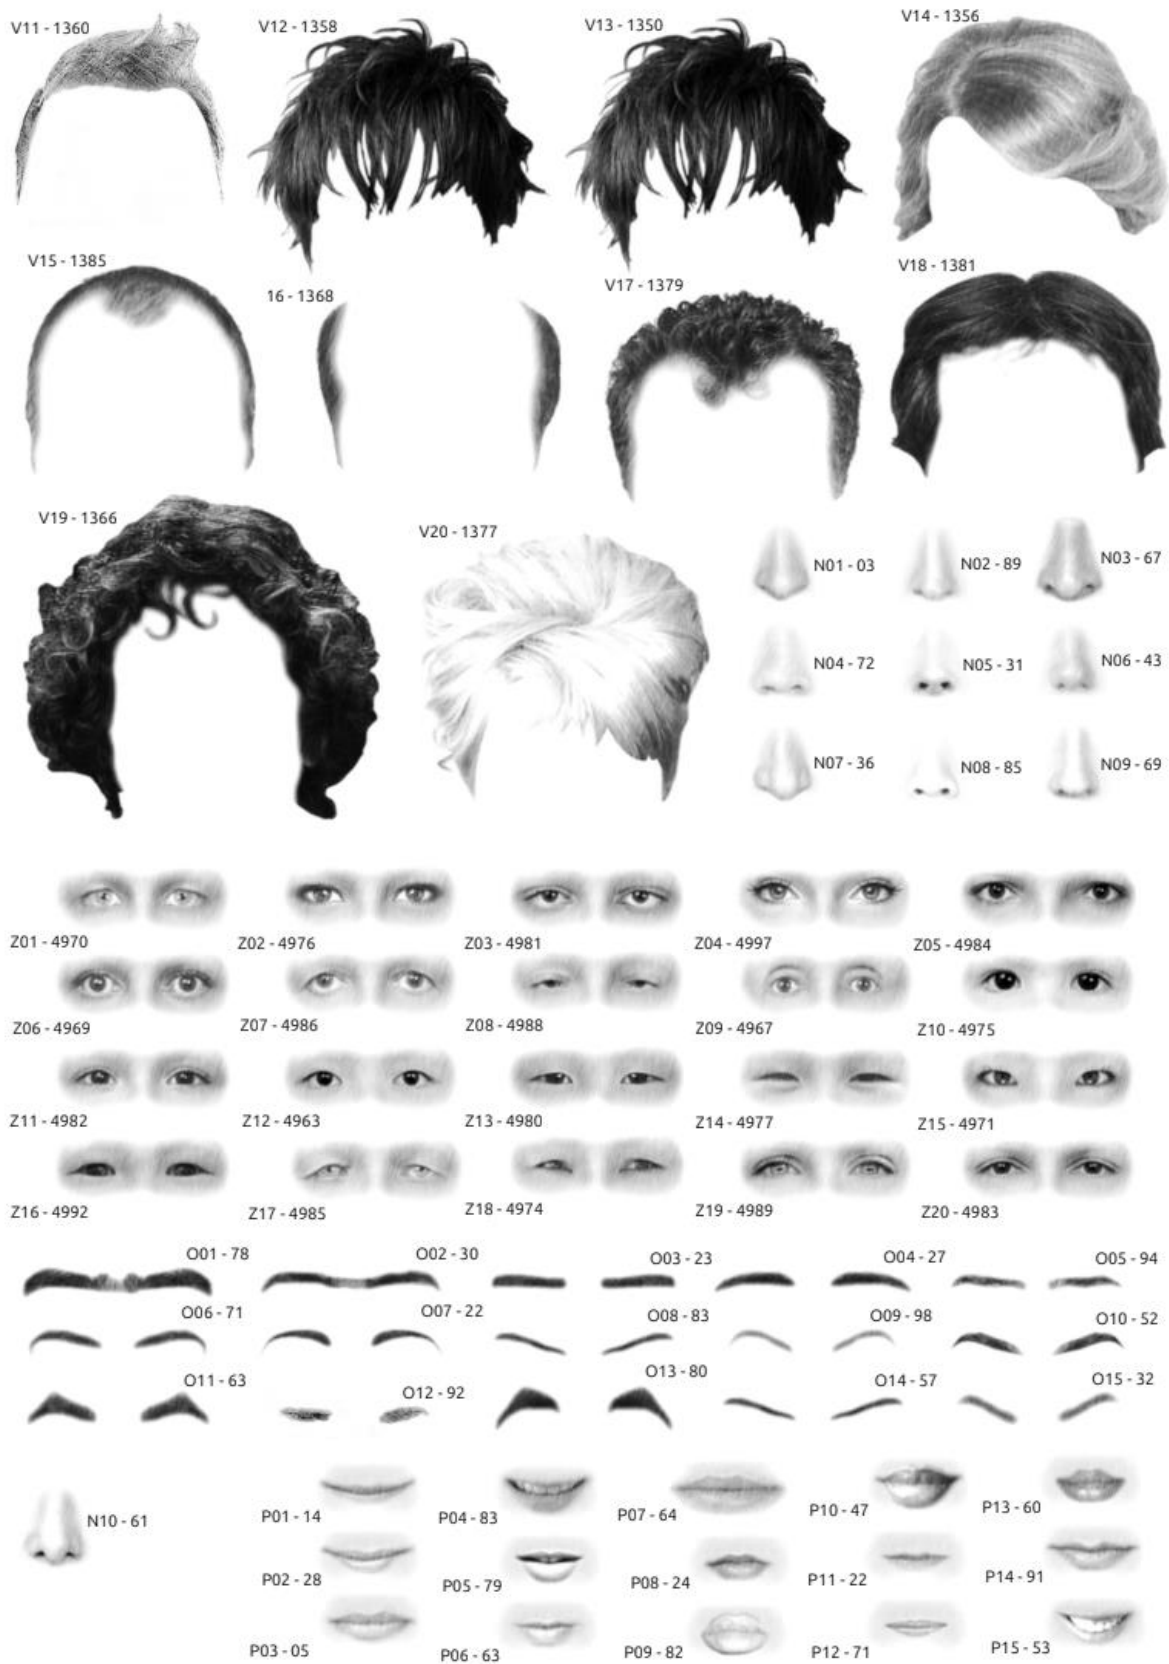 V11 - 1360
V12 - 1358
V13 - 1350
V14 - 1356
V15 - 1385
16 - 1368
V17 - 1379
V18 - 1381
V19 - 1366
V20 - 1377
N01 - 03
N02 - 89
N03 - 67
N04 - 72
N05 - 31
N06 - 43
N07 - 36
N08 - 85
N09 - 69
Z01 - 4970
Z02 - 4976
Z03 - 4981
Z04 - 4997
Z05 - 4984
Z06 - 4969
Z07 - 4986
Z08 - 4988
Z09 - 4967
Z10 - 4975
Z11 - 4982
Z12 - 4963
Z13 - 4980
Z14 - 4977
Z15 - 4971
Z16 - 4992
Z17 - 4985
Z18 - 4974
Z19 - 4989
Z20 - 4983
O01 - 78
O02 - 30
O03 - 23
O04 - 27
O05 - 94
O06 - 71
O07 - 22
O08 - 83
O09 - 98
O10 - 52
O11 - 63
O12 - 92
O13 - 80
O14 - 57
O15 - 32
N10 - 61
P01 - 14
P04 - 83
P07 - 64
P10 - 47
P13 - 60
P02 - 28
P05 - 79
P08 - 24
P11 - 22
P14 - 91
P03 - 05
P06 - 63
P09 - 82
P12 - 71
P15 - 53